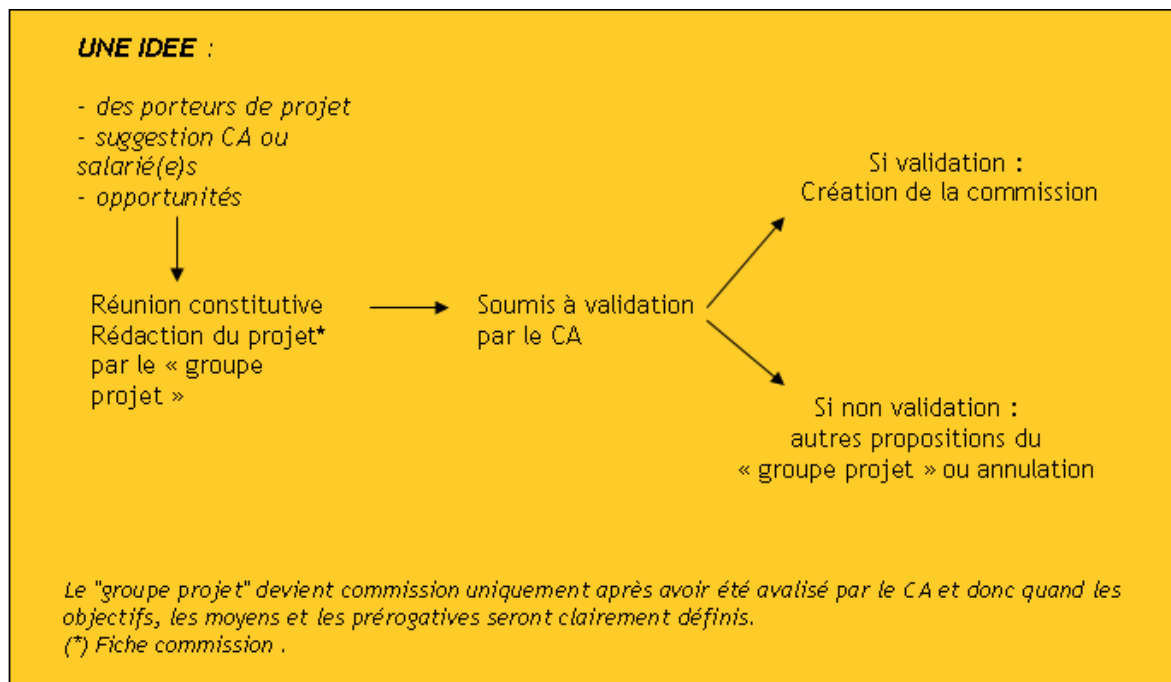 UNE IDEE :
- des porteurs de projet
- suggestion CA ou
salarié(e)s
- opportunités
Réunion constitutive
Rédaction du projet*
par le « groupe
projet »
Soumis à validation
par le CA
Si validation :
Création de la commission
Si non validation :
autres propositions du
« groupe projet » ou annulation
Le "groupe projet" devient commission uniquement après avoir été avalisé par le CA et donc quand les
objectifs, les moyens et les prérogatives seront clairement définis.
(*) Fiche commission .